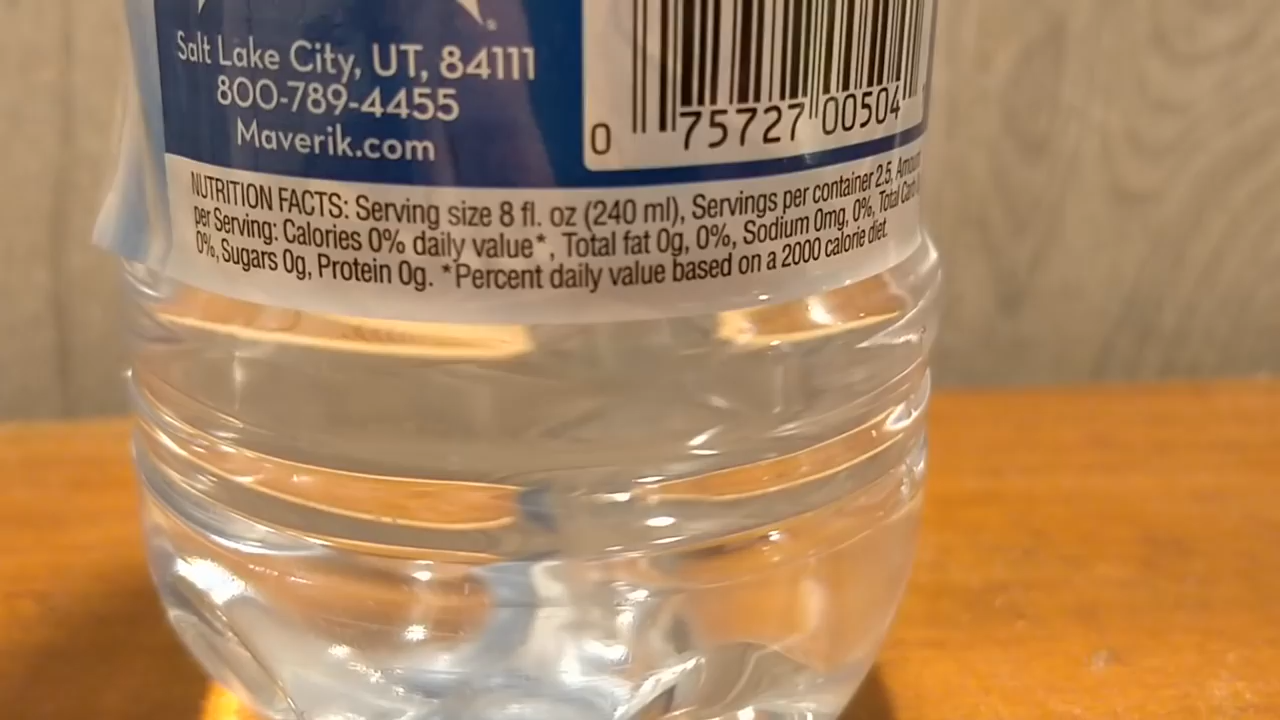 Salt Lake City, UT, 84111
800-789-4455
Maverik.com
0 75727 00504
NUTRITION FACTS: Serving size 8 fl. oz (240 ml), Servings per container 2.5, Amount
per Serving: Calories 0% daily value*, Total fat 0g, 0%, Sodium 0mg, 0%, Total Carb
0%, Sugars 0g, Protein 0g. *Percent daily value based on a 2000 calorie diet.